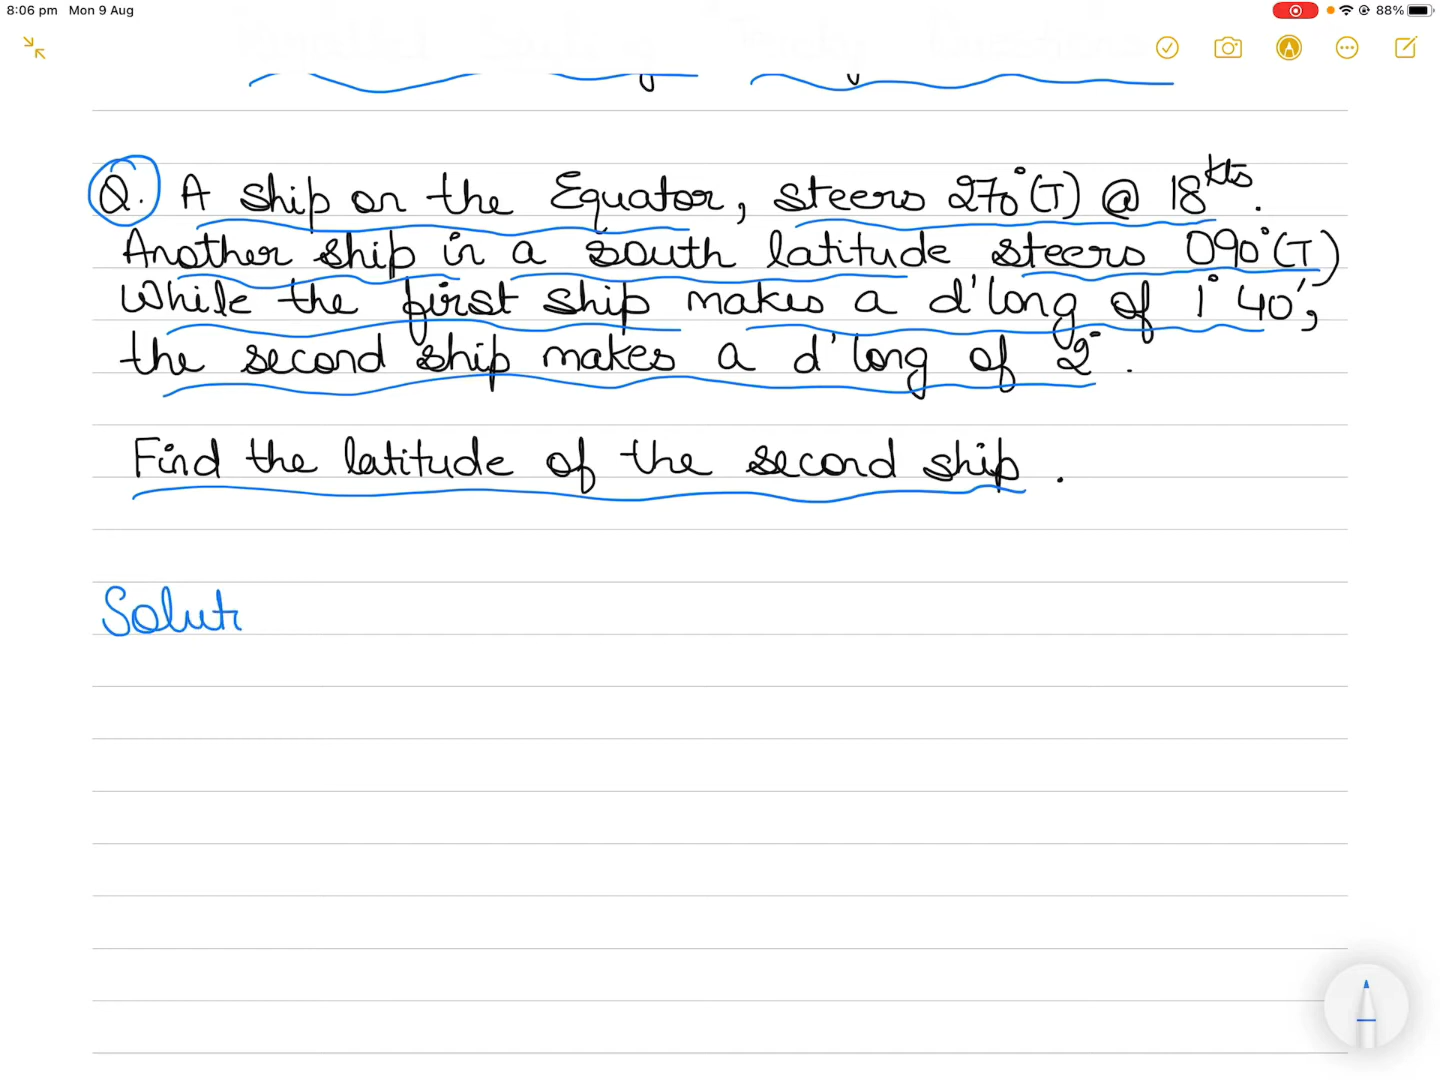 8:06 pm Mon 9 Aug 88%
Q. A ship on the Equator, steers 270°(T) @ 18 kts.
Another ship in a south latitude steers 090°(T)
While the first ship makes a d'long of 1° 40',
the second ship makes a d'long of 2°.
Find the latitude of the second ship.
Soluti